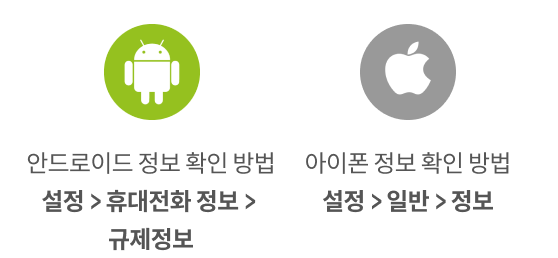 안드로이드 정보 확인 방법
설정 > 휴대전화 정보 >
규제정보
아이폰 정보 확인 방법
설정 > 일반 > 정보